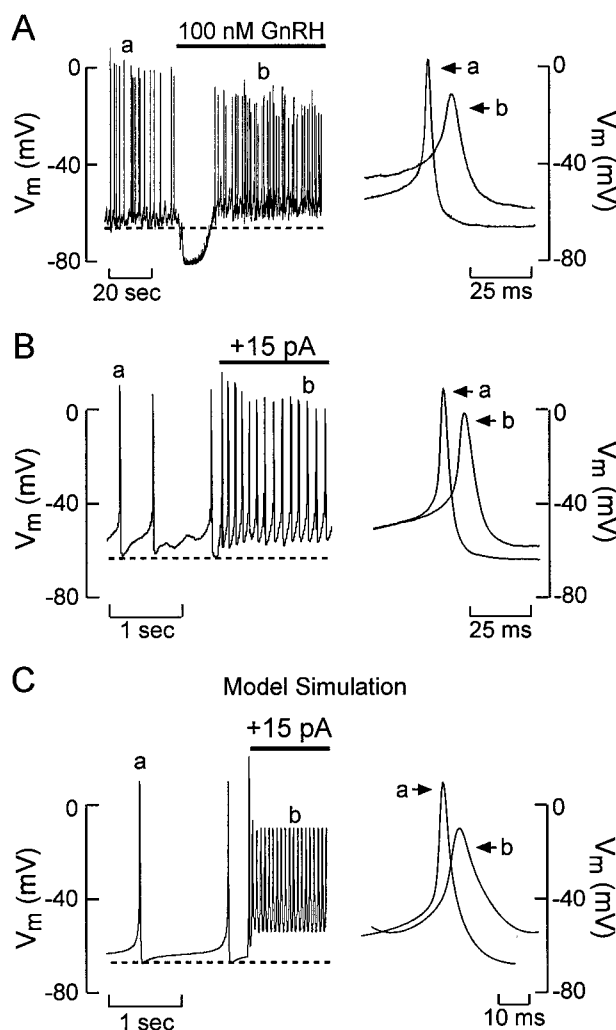 A
100 nM GnRH
a
b
0
-40
-80
Vm (mV)
20 sec
a
b
0
-40
-80
Vm (mV)
25 ms
B
+15 pA
a
b
0
-40
-80
Vm (mV)
1 sec
a
b
0
-40
-80
Vm (mV)
25 ms
C
Model Simulation
+15 pA
a
b
0
-40
-80
Vm (mV)
1 sec
a
b
0
-40
-80
Vm (mV)
10 ms